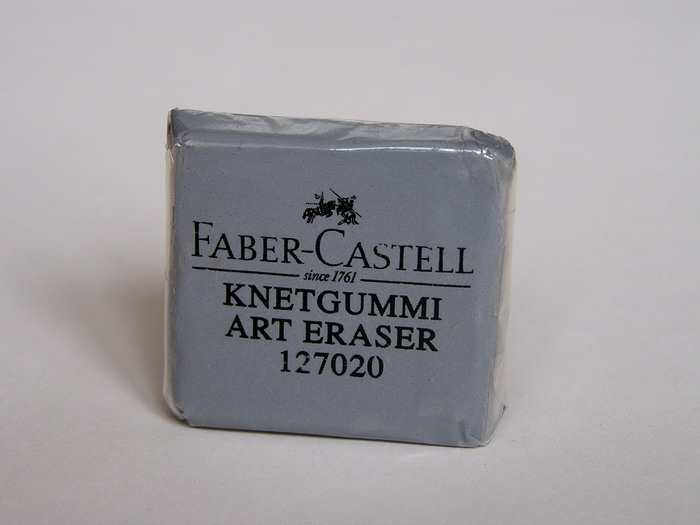 FABER-CASTELL
since 1761
KNETGUMMI
ART ERASER
127020